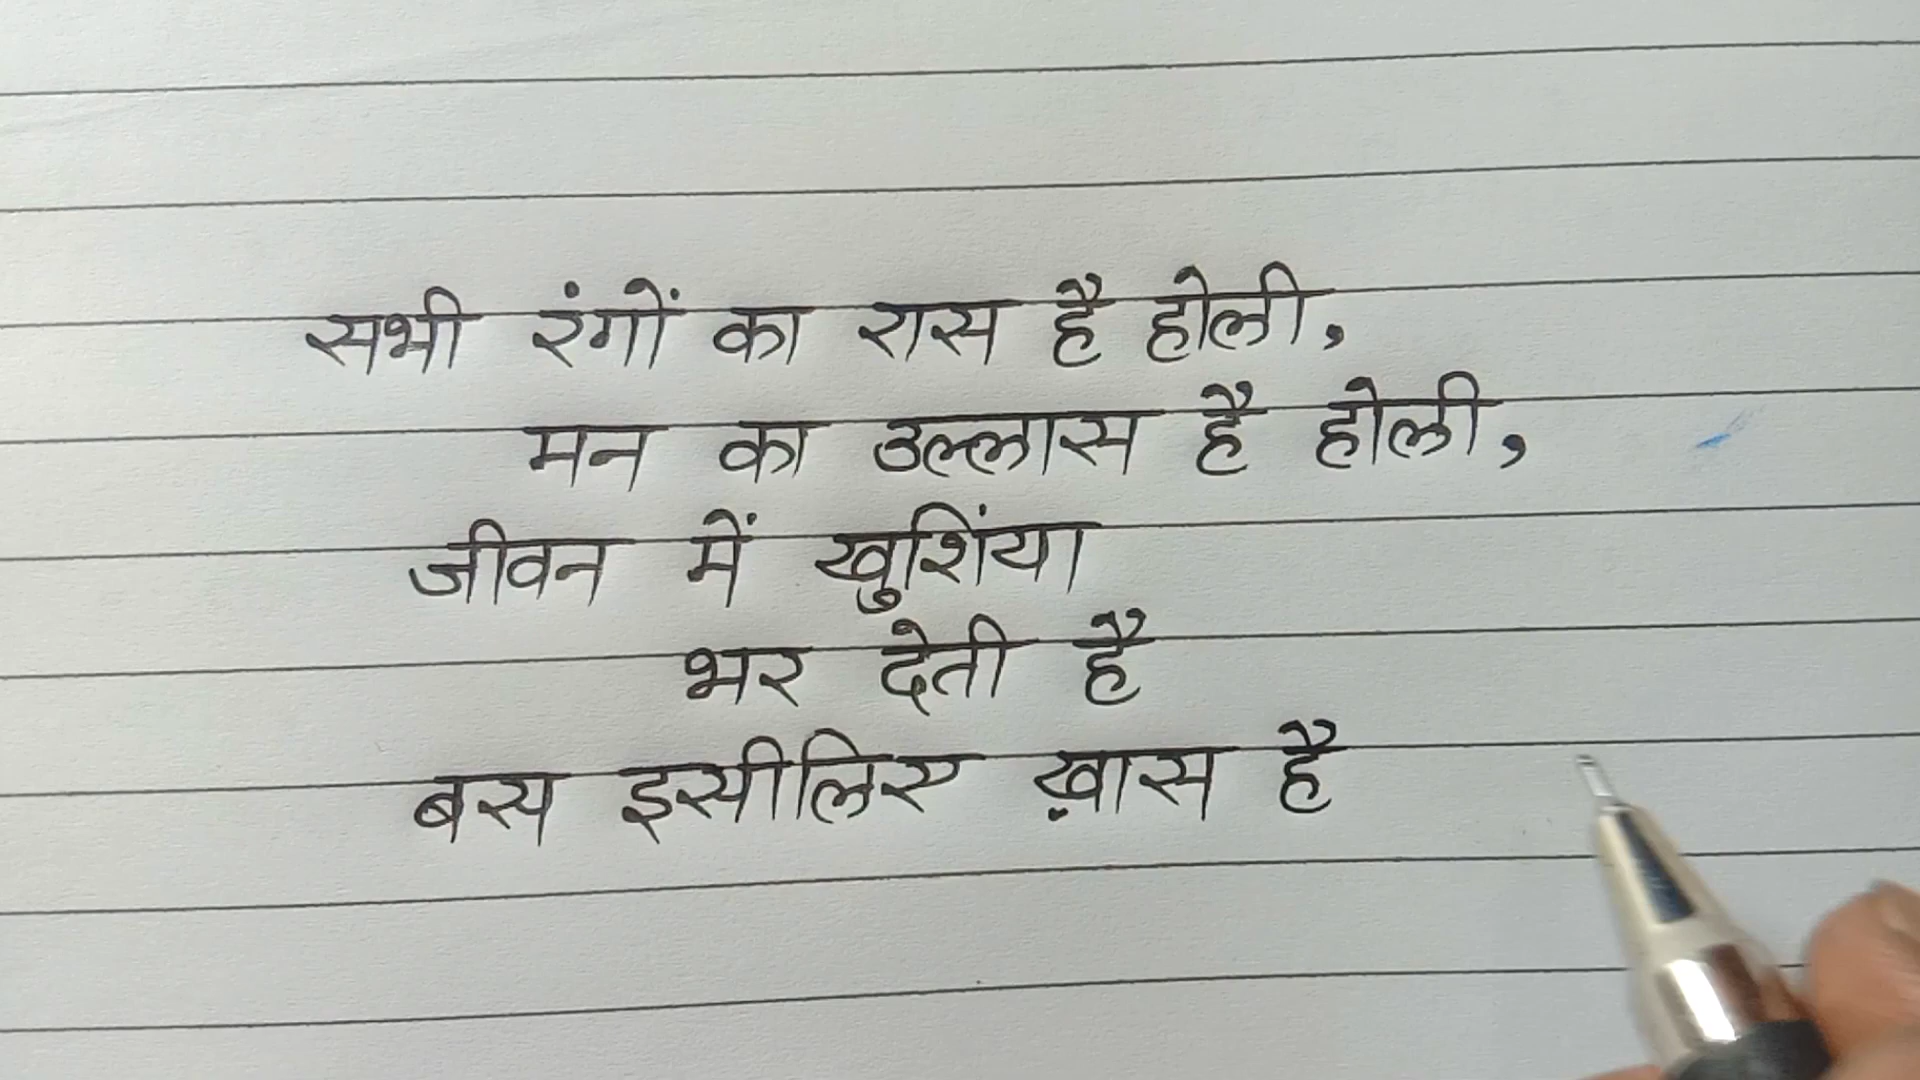 सभी रंगों का रास है होली,
मन का उल्लास है होली,
जीवन में खुशिंया
भर देती है
बस इसीलिए ख़ास है